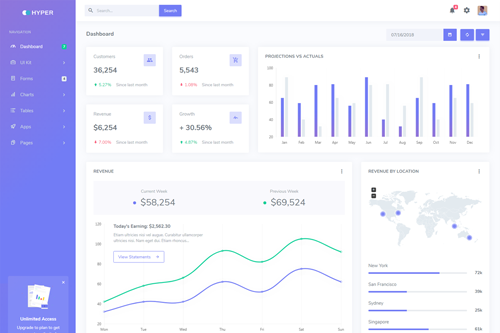 HYPER
Search...
Search
NAVIGATION
Dashboard
UI Kit
Forms
Charts
Tables
Apps
Pages
Unlimited Access
Upgrade to plan to get
Dashboard
07/16/2018
Customers
36,254
5.27% Since last month
Orders
5,543
1.08% Since last month
Revenue
$6,254
7.00% Since last month
Growth
+ 30.56%
4.87% Since last month
PROJECTIONS VS ACTUALS
100
80
60
40
20
Jan Feb Mar Apr May Jun Jul Aug Sep Oct Nov Dec
REVENUE
Current Week
$58,254
Previous Week
$69,524
Today's Earning: $2,562.30
View Statements
120
100
80
60
40
20
Mon Tue Wed Thu Fri Sat Sun
REVENUE BY LOCATION
New York
72k
San Francisco
39k
Sydney
25k
Singapore
61k